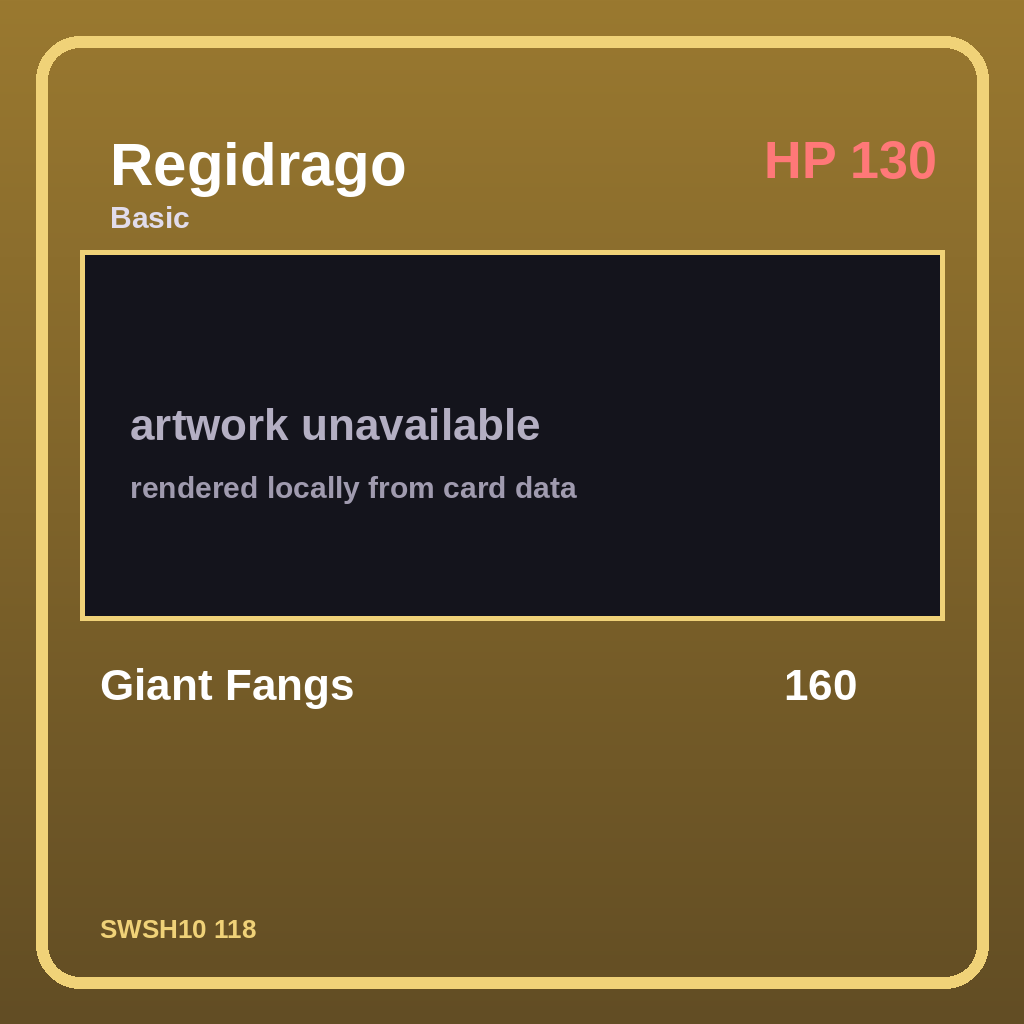 Regidrago
HP 130
Basic
artwork unavailable
rendered locally from card data
Giant Fangs
160
SWSH10 118